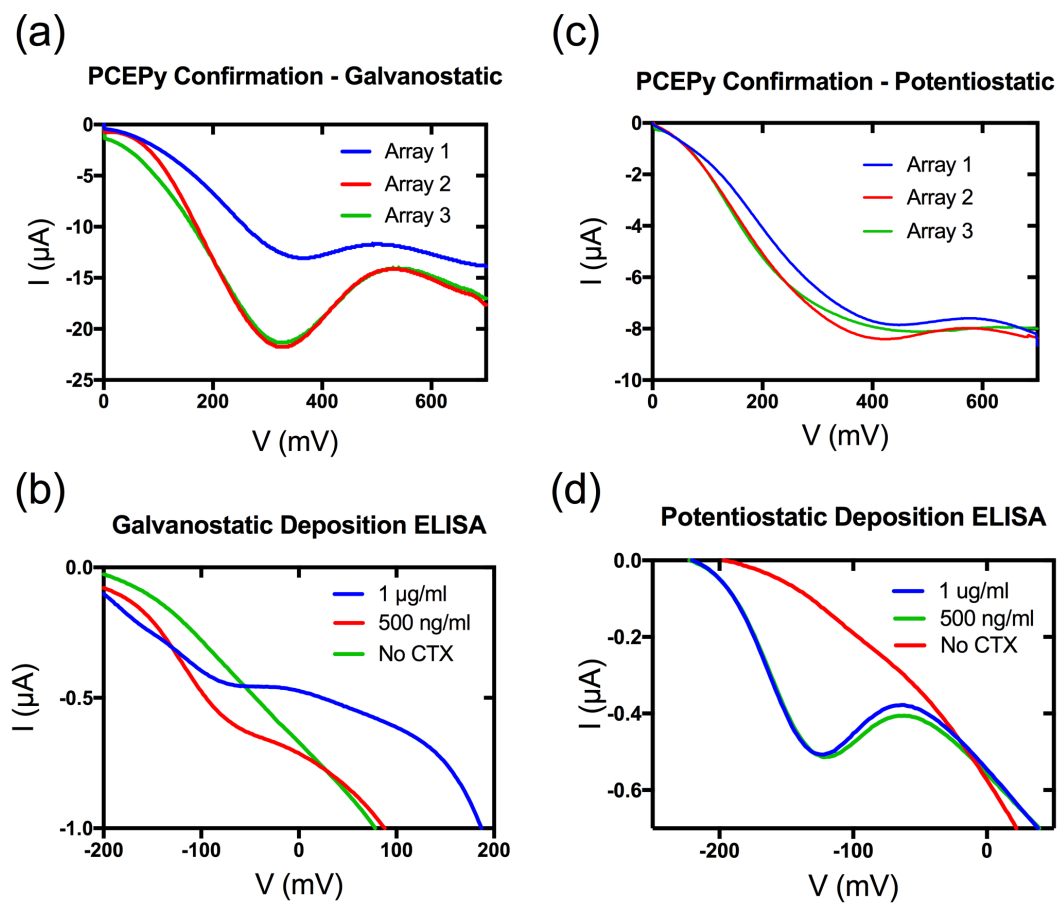 (a)
PCEPy Confirmation - Galvanostatic
0
-5
-10
-15
-20
-25
I (µA)
Array 1
Array 2
Array 3
0 200 400 600
V (mV)
(c)
PCEPy Confirmation - Potentiostatic
0
-2
-4
-6
-8
-10
I (µA)
Array 1
Array 2
Array 3
0 200 400 600
V (mV)
(b)
Galvanostatic Deposition ELISA
0.0
-0.5
-1.0
I (µA)
1 µg/ml
500 ng/ml
No CTX
-200 -100 0 100 200
V (mV)
(d)
Potentiostatic Deposition ELISA
0.0
-0.2
-0.4
-0.6
I (µA)
1 ug/ml
500 ng/ml
No CTX
-200 -100 0
V (mV)